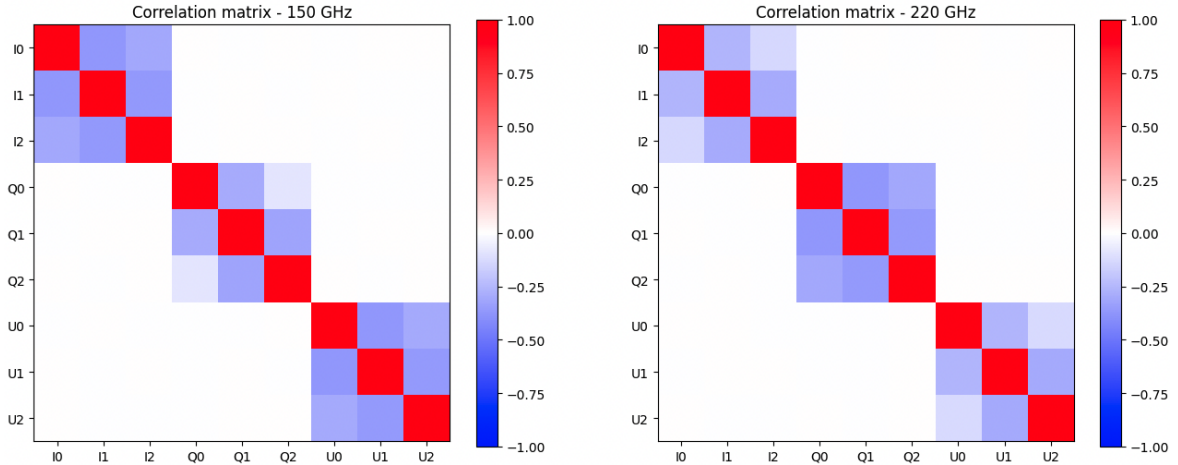 Correlation matrix - 150 GHz
I0
I1
I2
Q0
Q1
Q2
U0
U1
U2
I0 I1 I2 Q0 Q1 Q2 U0 U1 U2
1.00
0.75
0.50
0.25
0.00
−0.25
−0.50
−0.75
−1.00
Correlation matrix - 220 GHz
I0
I1
I2
Q0
Q1
Q2
U0
U1
U2
I0 I1 I2 Q0 Q1 Q2 U0 U1 U2
1.00
0.75
0.50
0.25
0.00
−0.25
−0.50
−0.75
−1.00